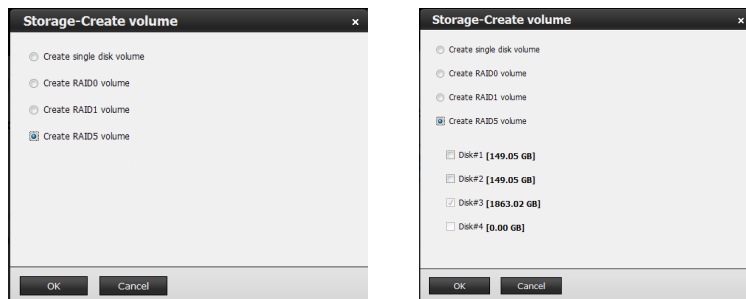 Storage-Create volume ×
Create single disk volume
Create RAID0 volume
Create RAID1 volume
Create RAID5 volume
OK Cancel
Storage-Create volume ×
Create single disk volume
Create RAID0 volume
Create RAID1 volume
Create RAID5 volume
Disk#1 [149.05 GB]
Disk#2 [149.05 GB]
Disk#3 [1863.02 GB]
Disk#4 [0.00 GB]
OK Cancel